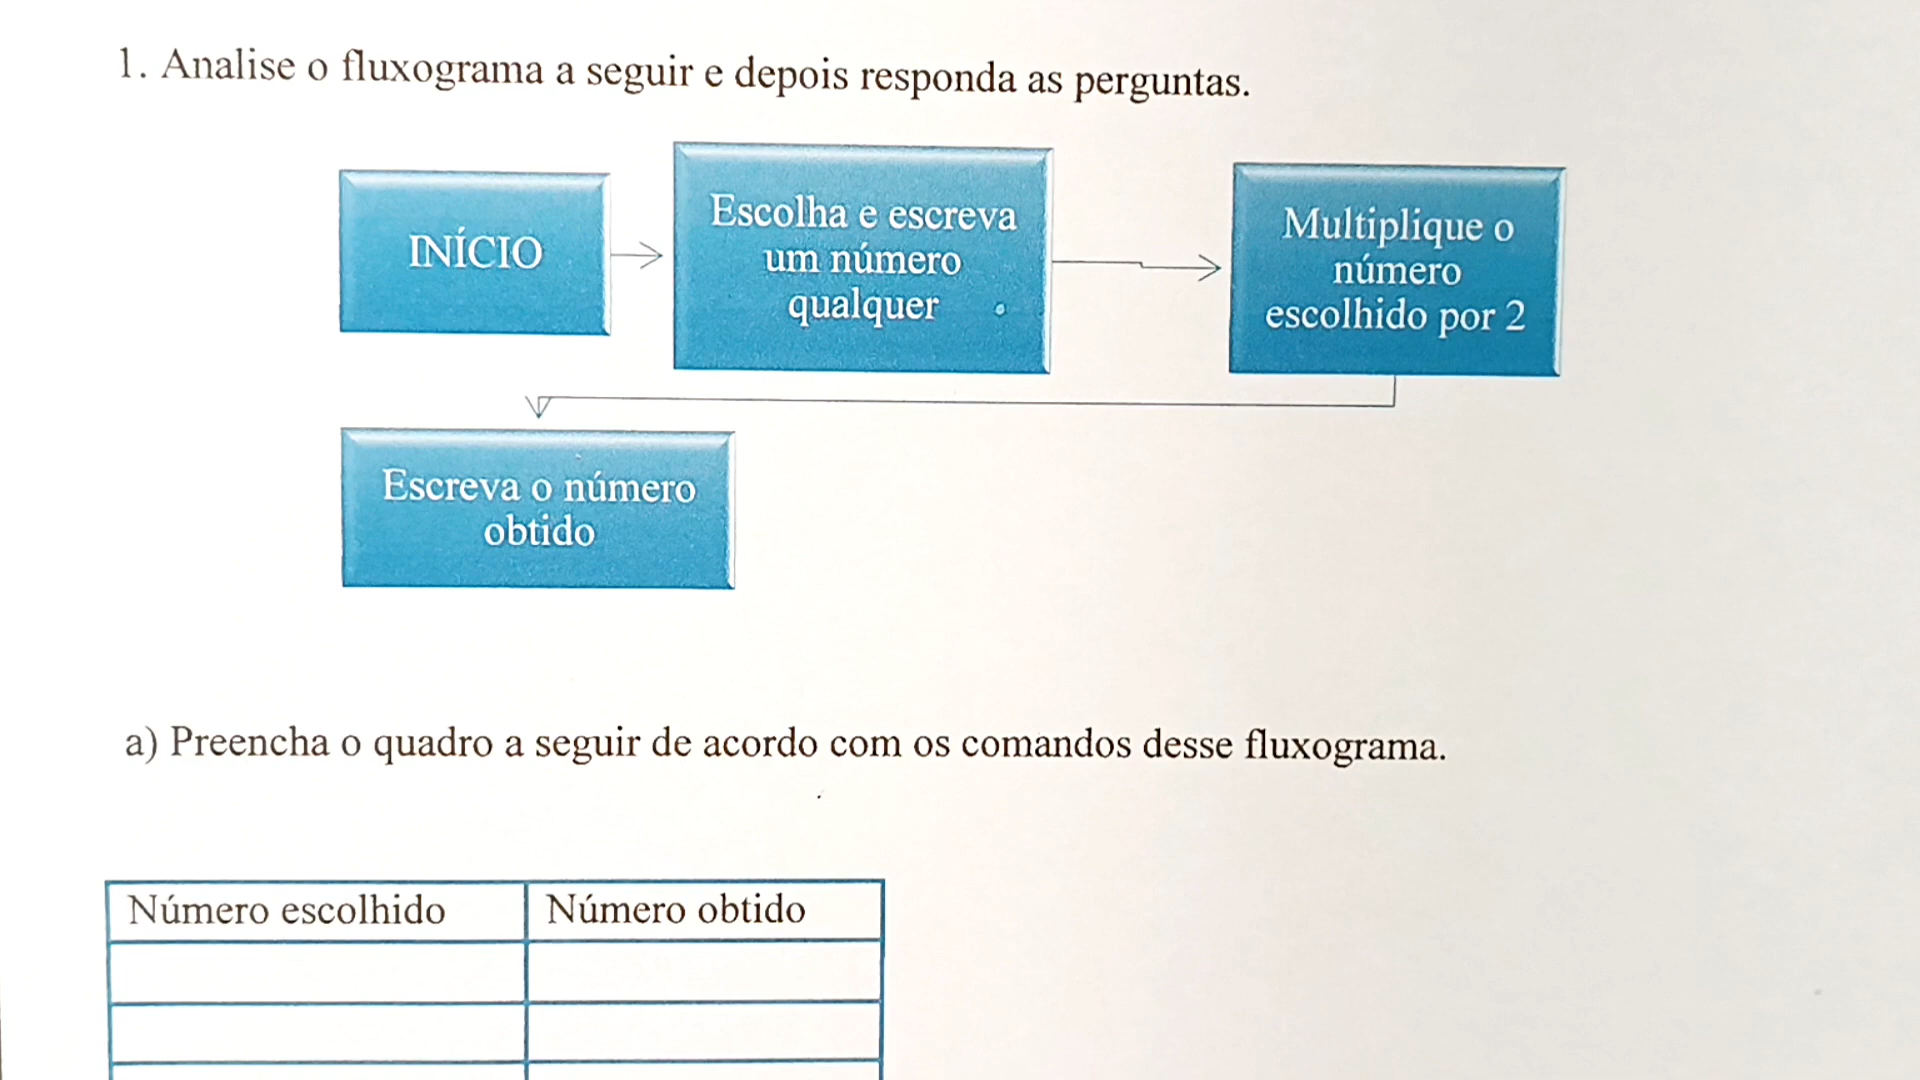 1. Analise o fluxograma a seguir e depois responda as perguntas.
INÍCIO
Escolha e escreva
um número
qualquer
Multiplique o
número
escolhido por 2
Escreva o número
obtido
a) Preencha o quadro a seguir de acordo com os comandos desse fluxograma.
Número escolhido
Número obtido